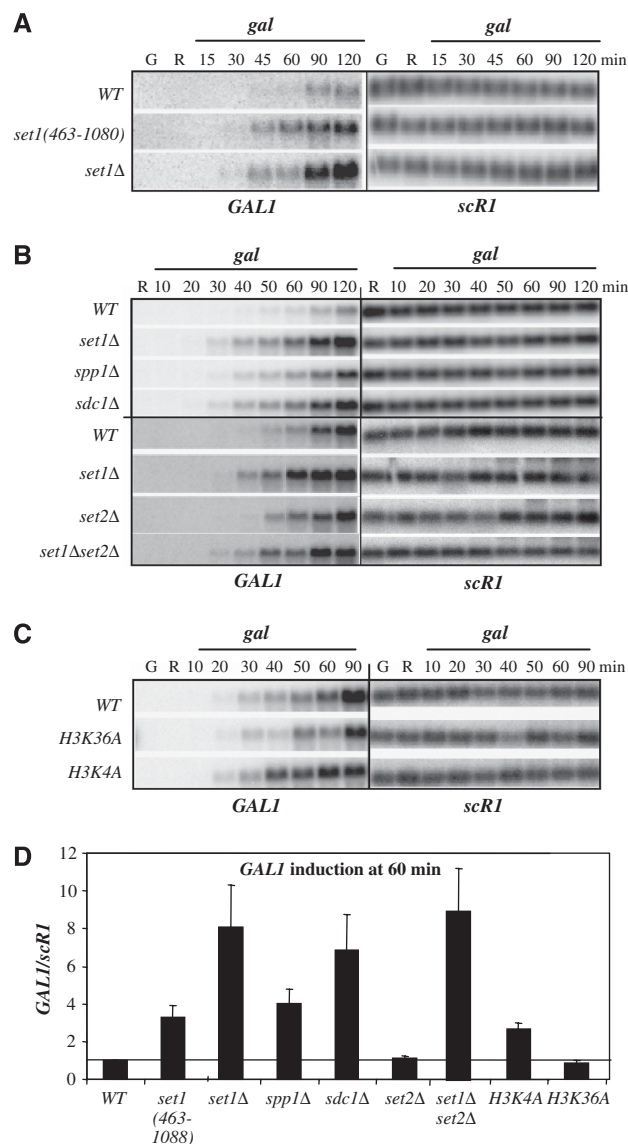 A
gal
G R 15 30 45 60 90 120 G R 15 30 45 60 90 120 min
WT
set1(463-1080)
set1Δ
GAL1 scR1
B
gal gal
R 10 20 30 40 50 60 90 120 R 10 20 30 40 50 60 90 120 min
WT
set1Δ
spp1Δ
sdc1Δ
WT
set1Δ
set2Δ
set1Δset2Δ
GAL1 scR1
C
gal gal
G R 10 20 30 40 50 60 90 G R 10 20 30 40 50 60 90 min
WT
H3K36A
H3K4A
GAL1 scR1
D
GAL1 induction at 60 min
GAL1/scR1
12
10
8
6
4
2
0
WT set1 (463-1088) set1Δ spp1Δ sdc1Δ set2Δ set1Δ set2Δ H3K4A H3K36A